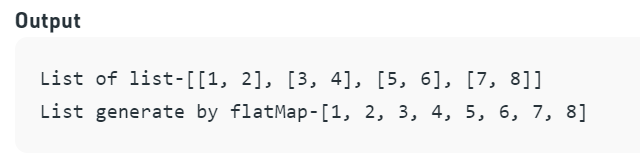 Output
List of list-[[1, 2], [3, 4], [5, 6], [7, 8]]
List generate by flatMap-[1, 2, 3, 4, 5, 6, 7, 8]